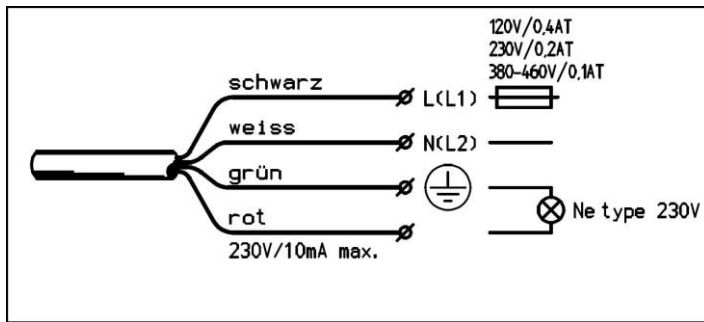 120V/0,4AT
230V/0,2AT
380-460V/0,1AT
schwarz
L(L1)
weiss
N(L2)
grün
Ne type 230V
rot
230V/10mA max.